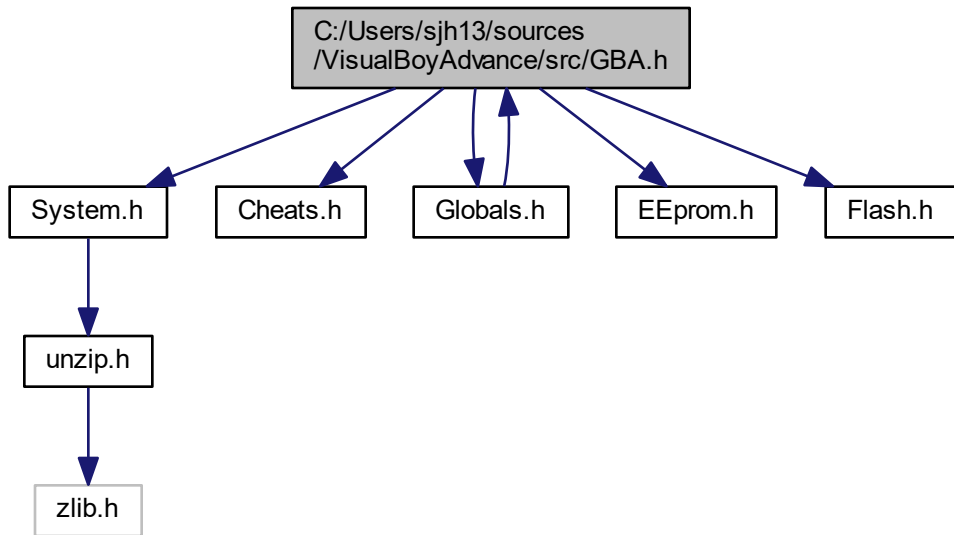 C:/Users/sjh13/sources
/VisualBoyAdvance/src/GBA.h
System.h
Cheats.h
Globals.h
EEprom.h
Flash.h
unzip.h
zlib.h